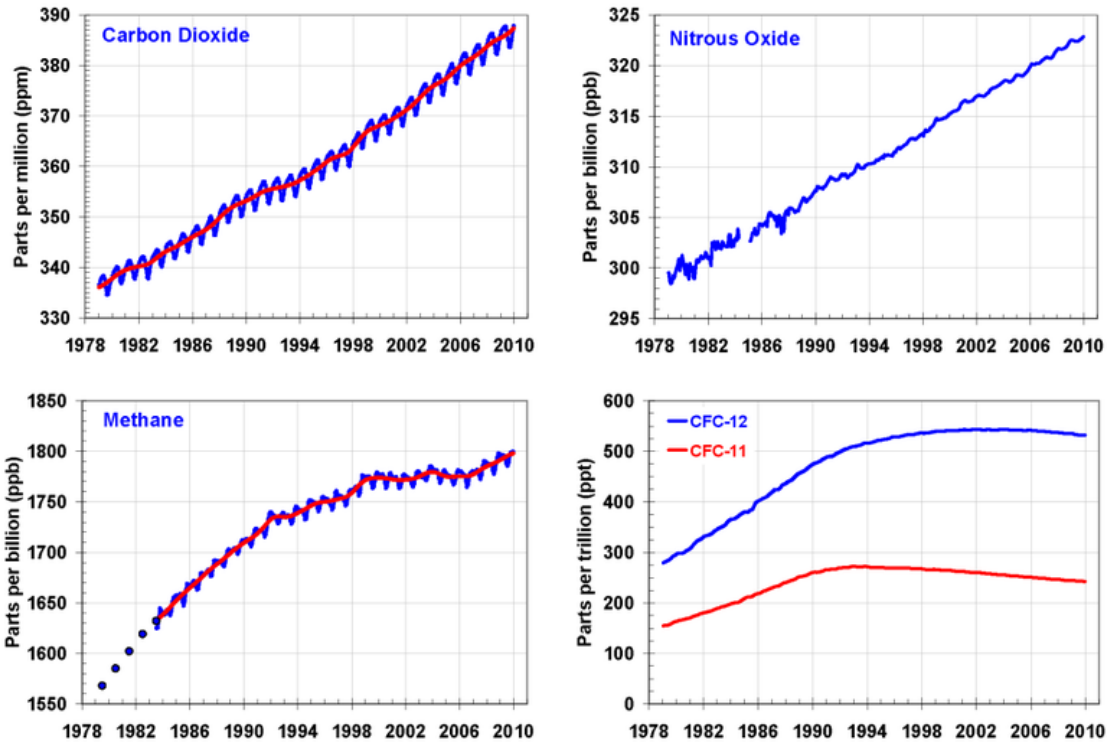 Carbon Dioxide
Parts per million (ppm)
390
380
370
360
350
340
330
1978 1982 1986 1990 1994 1998 2002 2006 2010
Nitrous Oxide
Parts per billion (ppb)
325
320
315
310
305
300
295
1978 1982 1986 1990 1994 1998 2002 2006 2010
Methane
Parts per billion (ppb)
1850
1800
1750
1700
1650
1600
1550
1978 1982 1986 1990 1994 1998 2002 2006 2010
CFC-12
CFC-11
Parts per trillion (ppt)
600
500
400
300
200
100
0
1978 1982 1986 1990 1994 1998 2002 2006 2010